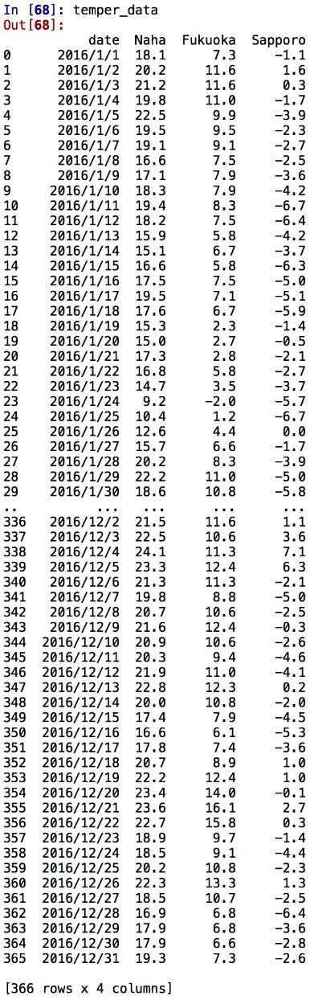 In [68]: temper_data
Out[68]:
date Naha Fukuoka Sapporo
0 2016/1/1 18.1 7.3 -1.1
1 2016/1/2 20.2 11.6 1.6
2 2016/1/3 21.2 11.6 0.3
3 2016/1/4 19.8 11.0 -1.7
4 2016/1/5 22.5 9.9 -3.9
5 2016/1/6 19.5 9.5 -2.3
6 2016/1/7 19.1 9.1 -2.7
7 2016/1/8 16.6 7.5 -2.5
8 2016/1/9 17.1 7.9 -3.6
9 2016/1/10 18.3 7.9 -4.2
10 2016/1/11 19.4 8.3 -6.7
11 2016/1/12 18.2 7.5 -6.4
12 2016/1/13 15.9 5.8 -4.2
13 2016/1/14 15.1 6.7 -3.7
14 2016/1/15 16.6 5.8 -6.3
15 2016/1/16 17.5 7.5 -5.0
16 2016/1/17 19.5 7.1 -5.1
17 2016/1/18 17.6 6.7 -5.9
18 2016/1/19 15.3 2.3 -1.4
19 2016/1/20 15.0 2.7 -0.5
20 2016/1/21 17.3 2.8 -2.1
21 2016/1/22 16.8 5.8 -2.7
22 2016/1/23 14.7 3.5 -3.7
23 2016/1/24 9.2 -2.0 -5.7
24 2016/1/25 10.4 1.2 -6.7
25 2016/1/26 12.6 4.4 0.0
26 2016/1/27 15.7 6.6 -1.7
27 2016/1/28 20.2 8.3 -3.9
28 2016/1/29 22.2 11.0 -5.0
29 2016/1/30 18.6 10.8 -5.8
.. ... ... ... ...
336 2016/12/2 21.5 11.6 1.1
337 2016/12/3 22.5 10.6 3.6
338 2016/12/4 24.1 11.3 7.1
339 2016/12/5 23.3 12.4 6.3
340 2016/12/6 21.3 11.3 -2.1
341 2016/12/7 19.8 8.8 -5.0
342 2016/12/8 20.7 10.6 -2.5
343 2016/12/9 21.6 12.4 -0.3
344 2016/12/10 20.9 10.6 -2.6
345 2016/12/11 20.3 9.4 -4.6
346 2016/12/12 21.9 11.0 -4.1
347 2016/12/13 22.8 12.3 0.2
348 2016/12/14 20.0 10.8 -2.0
349 2016/12/15 17.4 7.9 -4.5
350 2016/12/16 16.6 6.1 -5.3
351 2016/12/17 17.8 7.4 -3.6
352 2016/12/18 20.7 8.9 1.0
353 2016/12/19 22.2 12.4 1.0
354 2016/12/20 23.4 14.0 -0.1
355 2016/12/21 23.6 16.1 2.7
356 2016/12/22 22.7 15.8 0.3
357 2016/12/23 18.9 9.7 -1.4
358 2016/12/24 18.5 9.1 -4.4
359 2016/12/25 20.2 10.8 -2.3
360 2016/12/26 22.3 13.3 1.3
361 2016/12/27 18.5 10.7 -2.5
362 2016/12/28 16.9 6.8 -6.4
363 2016/12/29 17.9 6.8 -3.6
364 2016/12/30 17.9 6.6 -2.8
365 2016/12/31 19.3 7.3 -2.6
[366 rows x 4 columns]